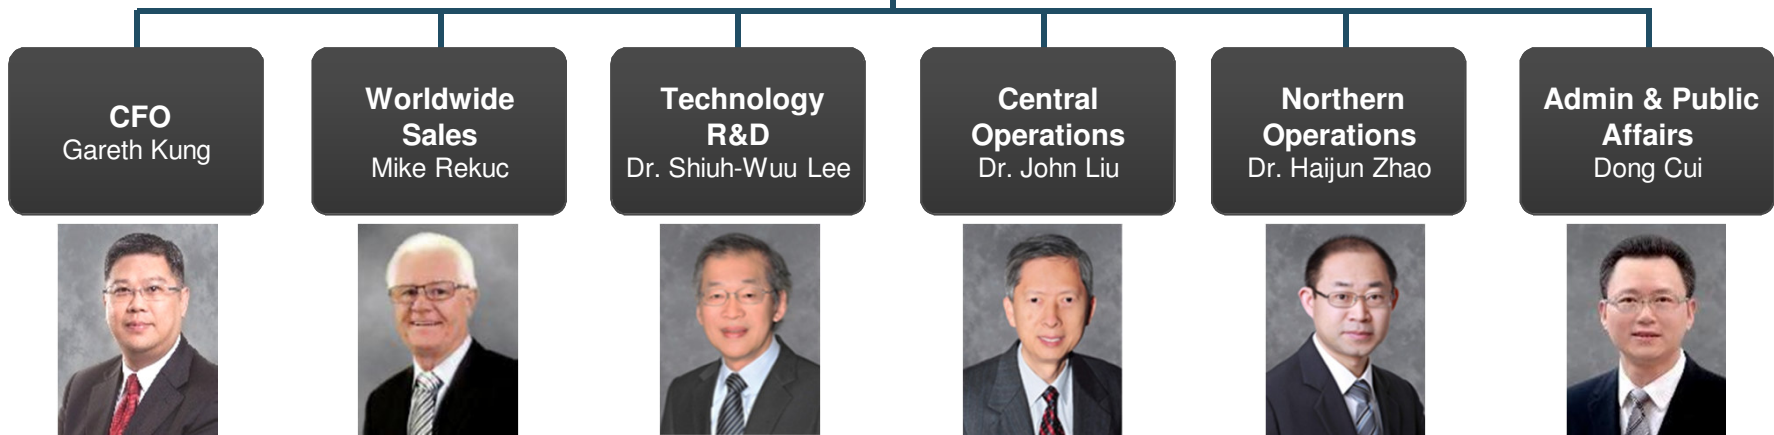 CFO
Gareth Kung
Worldwide
Sales
Mike Rekuc
Technology
R&D
Dr. Shiuh-Wuu Lee
Central
Operations
Dr. John Liu
Northern
Operations
Dr. Haijun Zhao
Admin & Public
Affairs
Dong Cui